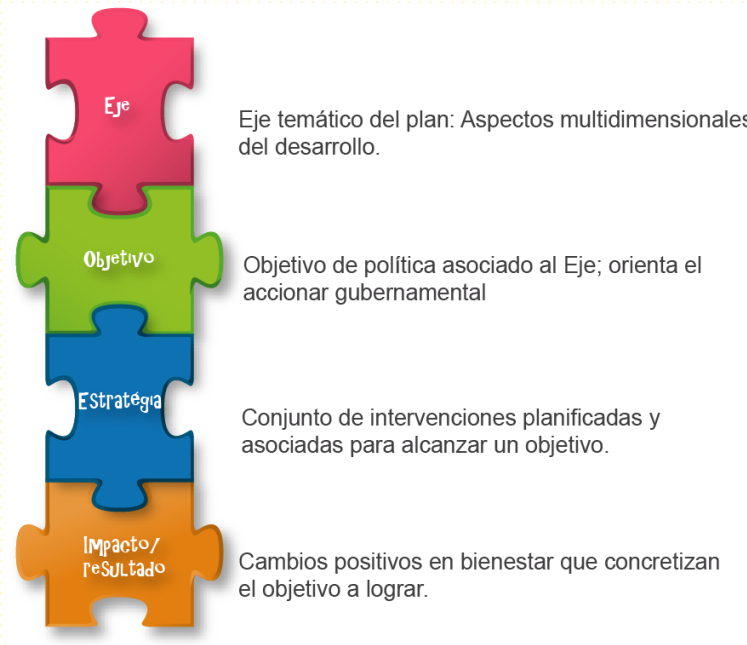 Eje
Eje temático del plan: Aspectos multidimensionales
del desarrollo.
Objetivo
Objetivo de política asociado al Eje; orienta el
accionar gubernamental
Estratégia
Conjunto de intervenciones planificadas y
asociadas para alcanzar un objetivo.
Impacto/
resultado
Cambios positivos en bienestar que concretizan
el objetivo a lograr.